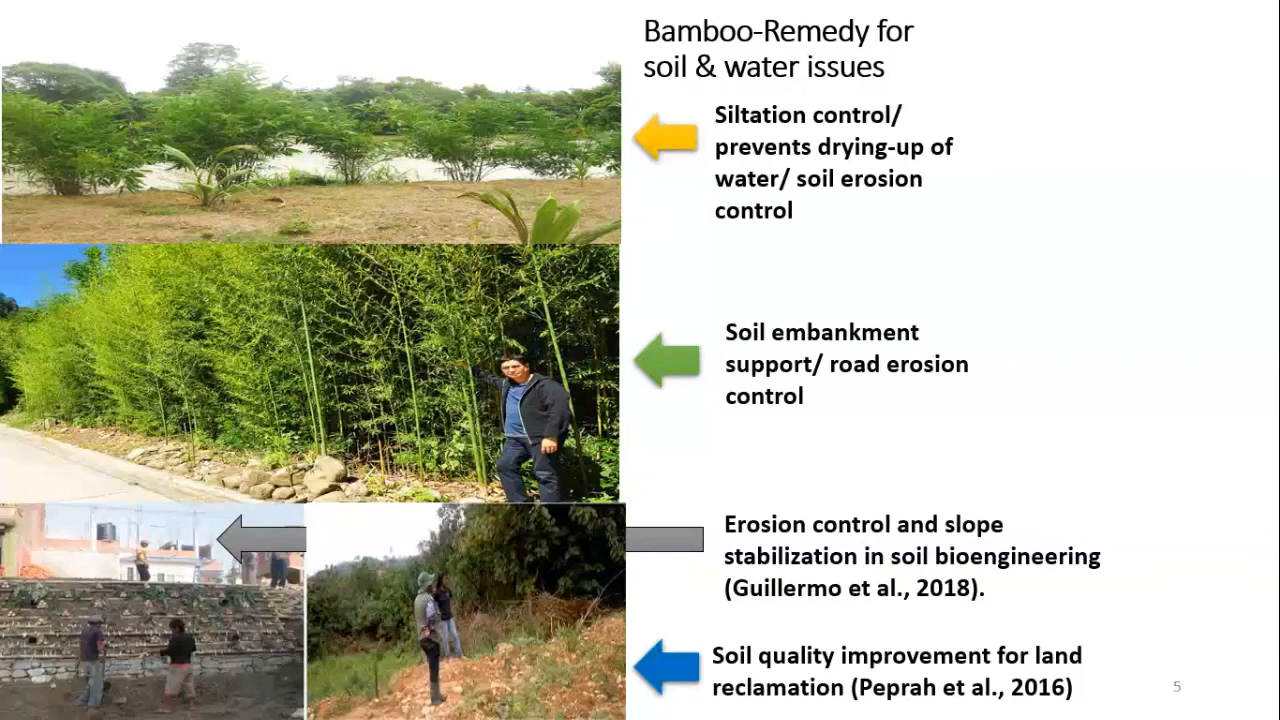 Bamboo-Remedy for
soil & water issues
Siltation control/
prevents drying-up of
water/ soil erosion
control
Soil embankment
support/ road erosion
control
Erosion control and slope
stabilization in soil bioengineering
(Guillermo et al., 2018).
Soil quality improvement for land
reclamation (Peprah et al., 2016)
5